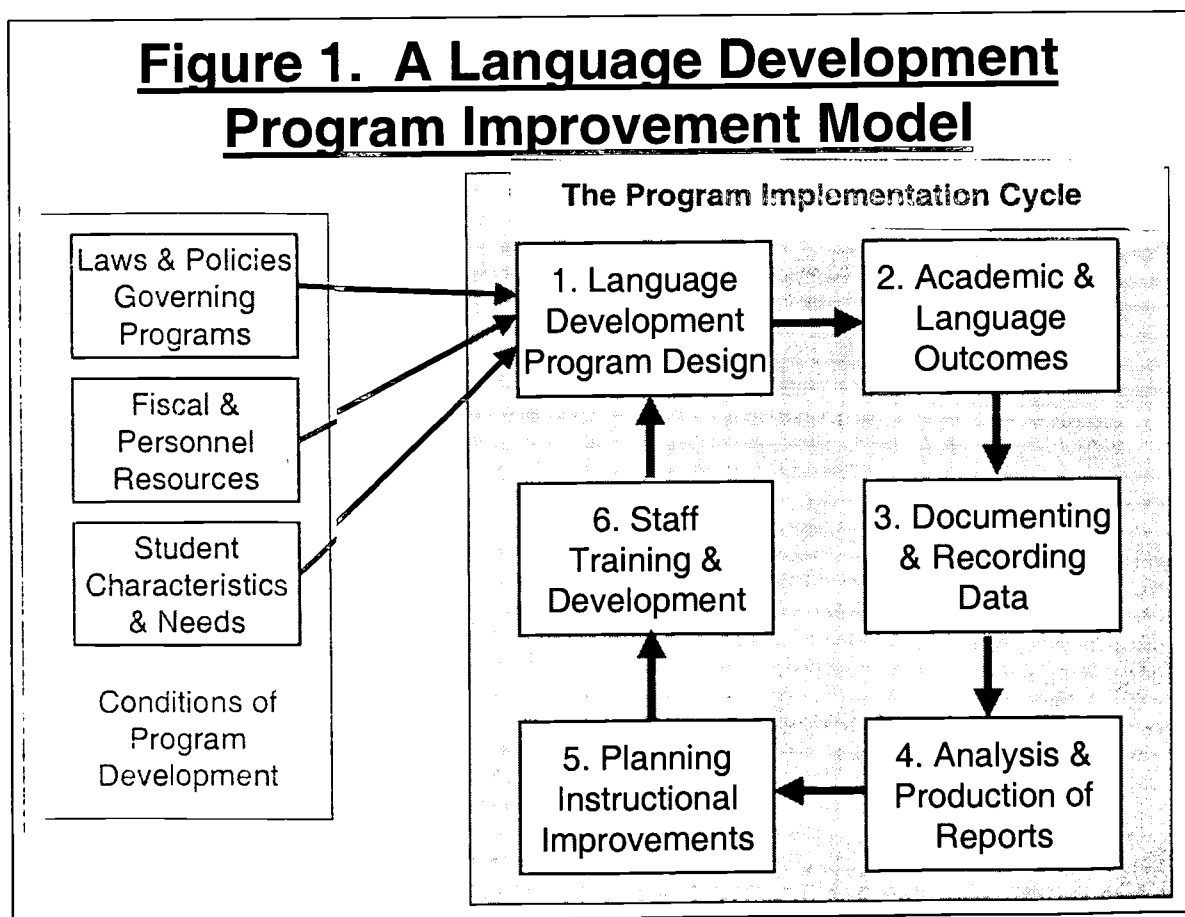 Figure 1. A Language Development
Program Improvement Model
Laws & Policies
Governing
Programs
Fiscal &
Personnel
Resources
Student
Characteristics
& Needs
Conditions of
Program
Development
The Program Implementation Cycle
1. Language
Development
Program Design
2. Academic &
Language
Outcomes
3. Documenting
& Recording
Data
4. Analysis &
Production of
Reports
5. Planning
Instructional
Improvements
6. Staff
Training &
Development